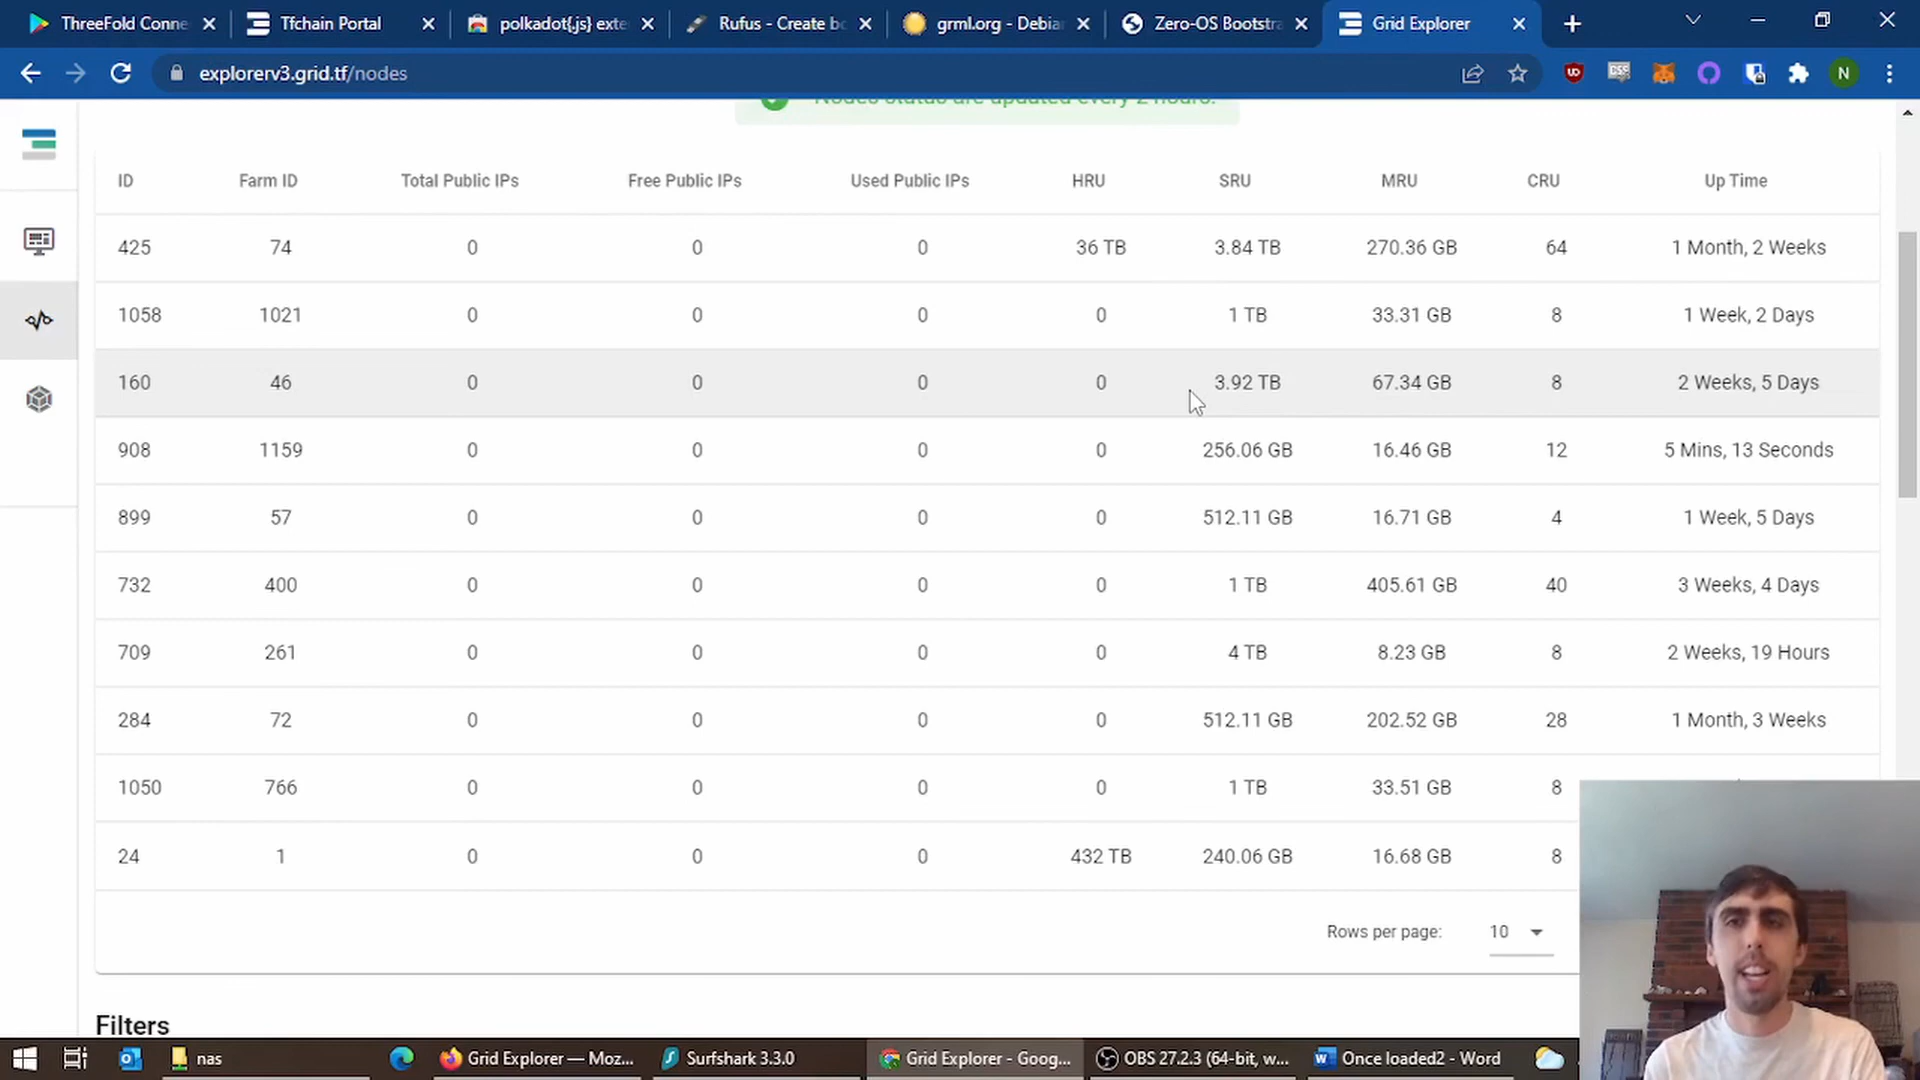 ThreeFold Conne
Tfchain Portal
polkadot{.js} exte
Rufus - Create bo
grml.org - Debian
Zero-OS Bootstra
Grid Explorer
explorerv3.grid.tf/nodes
N
Nodes status are updated every 2 hours.
ID Farm ID Total Public IPs Free Public IPs Used Public IPs HRU SRU MRU CRU Up Time
425 74 0 0 0 36 TB 3.84 TB 270.36 GB 64 1 Month, 2 Weeks
1058 1021 0 0 0 0 1 TB 33.31 GB 8 1 Week, 2 Days
160 46 0 0 0 0 3.92 TB 67.34 GB 8 2 Weeks, 5 Days
908 1159 0 0 0 0 256.06 GB 16.46 GB 12 5 Mins, 13 Seconds
899 57 0 0 0 0 512.11 GB 16.71 GB 4 1 Week, 5 Days
732 400 0 0 0 0 1 TB 405.61 GB 40 3 Weeks, 4 Days
709 261 0 0 0 0 4 TB 8.23 GB 8 2 Weeks, 19 Hours
284 72 0 0 0 0 512.11 GB 202.52 GB 28 1 Month, 3 Weeks
1050 766 0 0 0 0 1 TB 33.51 GB 8
24 1 0 0 0 432 TB 240.06 GB 16.68 GB 8
Rows per page: 10
Filters
nas
Grid Explorer — Moz...
Surfshark 3.3.0
Grid Explorer - Goog...
OBS 27.2.3 (64-bit, w...
Once loaded2 - Word